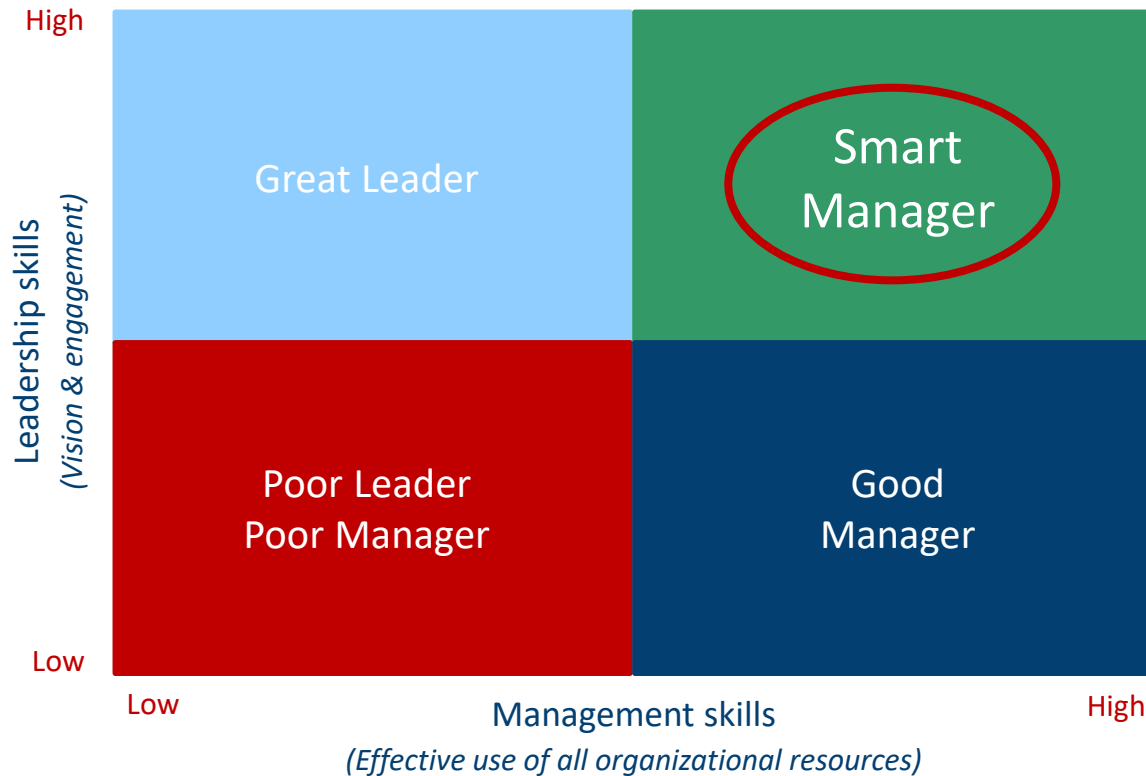 High
Great Leader
Smart
Manager
Leadership skills
(Vision & engagement)
Poor Leader
Poor Manager
Good
Manager
Low
Low
Management skills
High
(Effective use of all organizational resources)